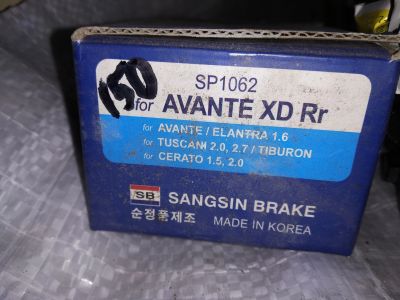 SP1062
150
for AVANTE XD Rr
for AVANTE / ELANTRA 1.6
for TUSCANI 2.0, 2.7 / TIBURON
for CERATO 1.5, 2.0
SB SANGSIN BRAKE
순정품제조 MADE IN KOREA